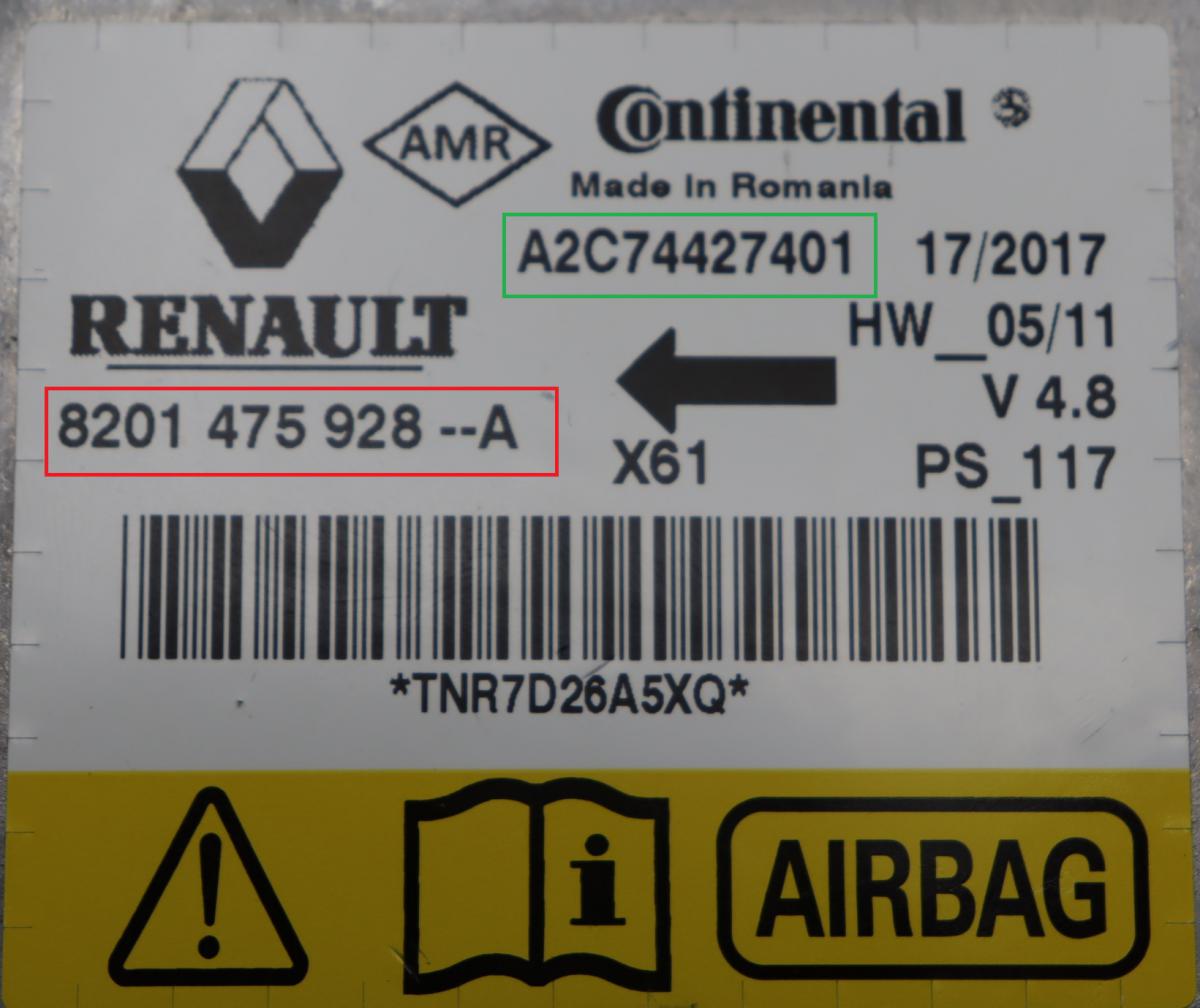 AMR
Continental
Made In Romania
A2C74427401 17/2017
RENAULT
HW__05/11
8201 475 928 --A
V 4.8
X61
PS_117
*TNR7D26A5XQ*
! i AIRBAG